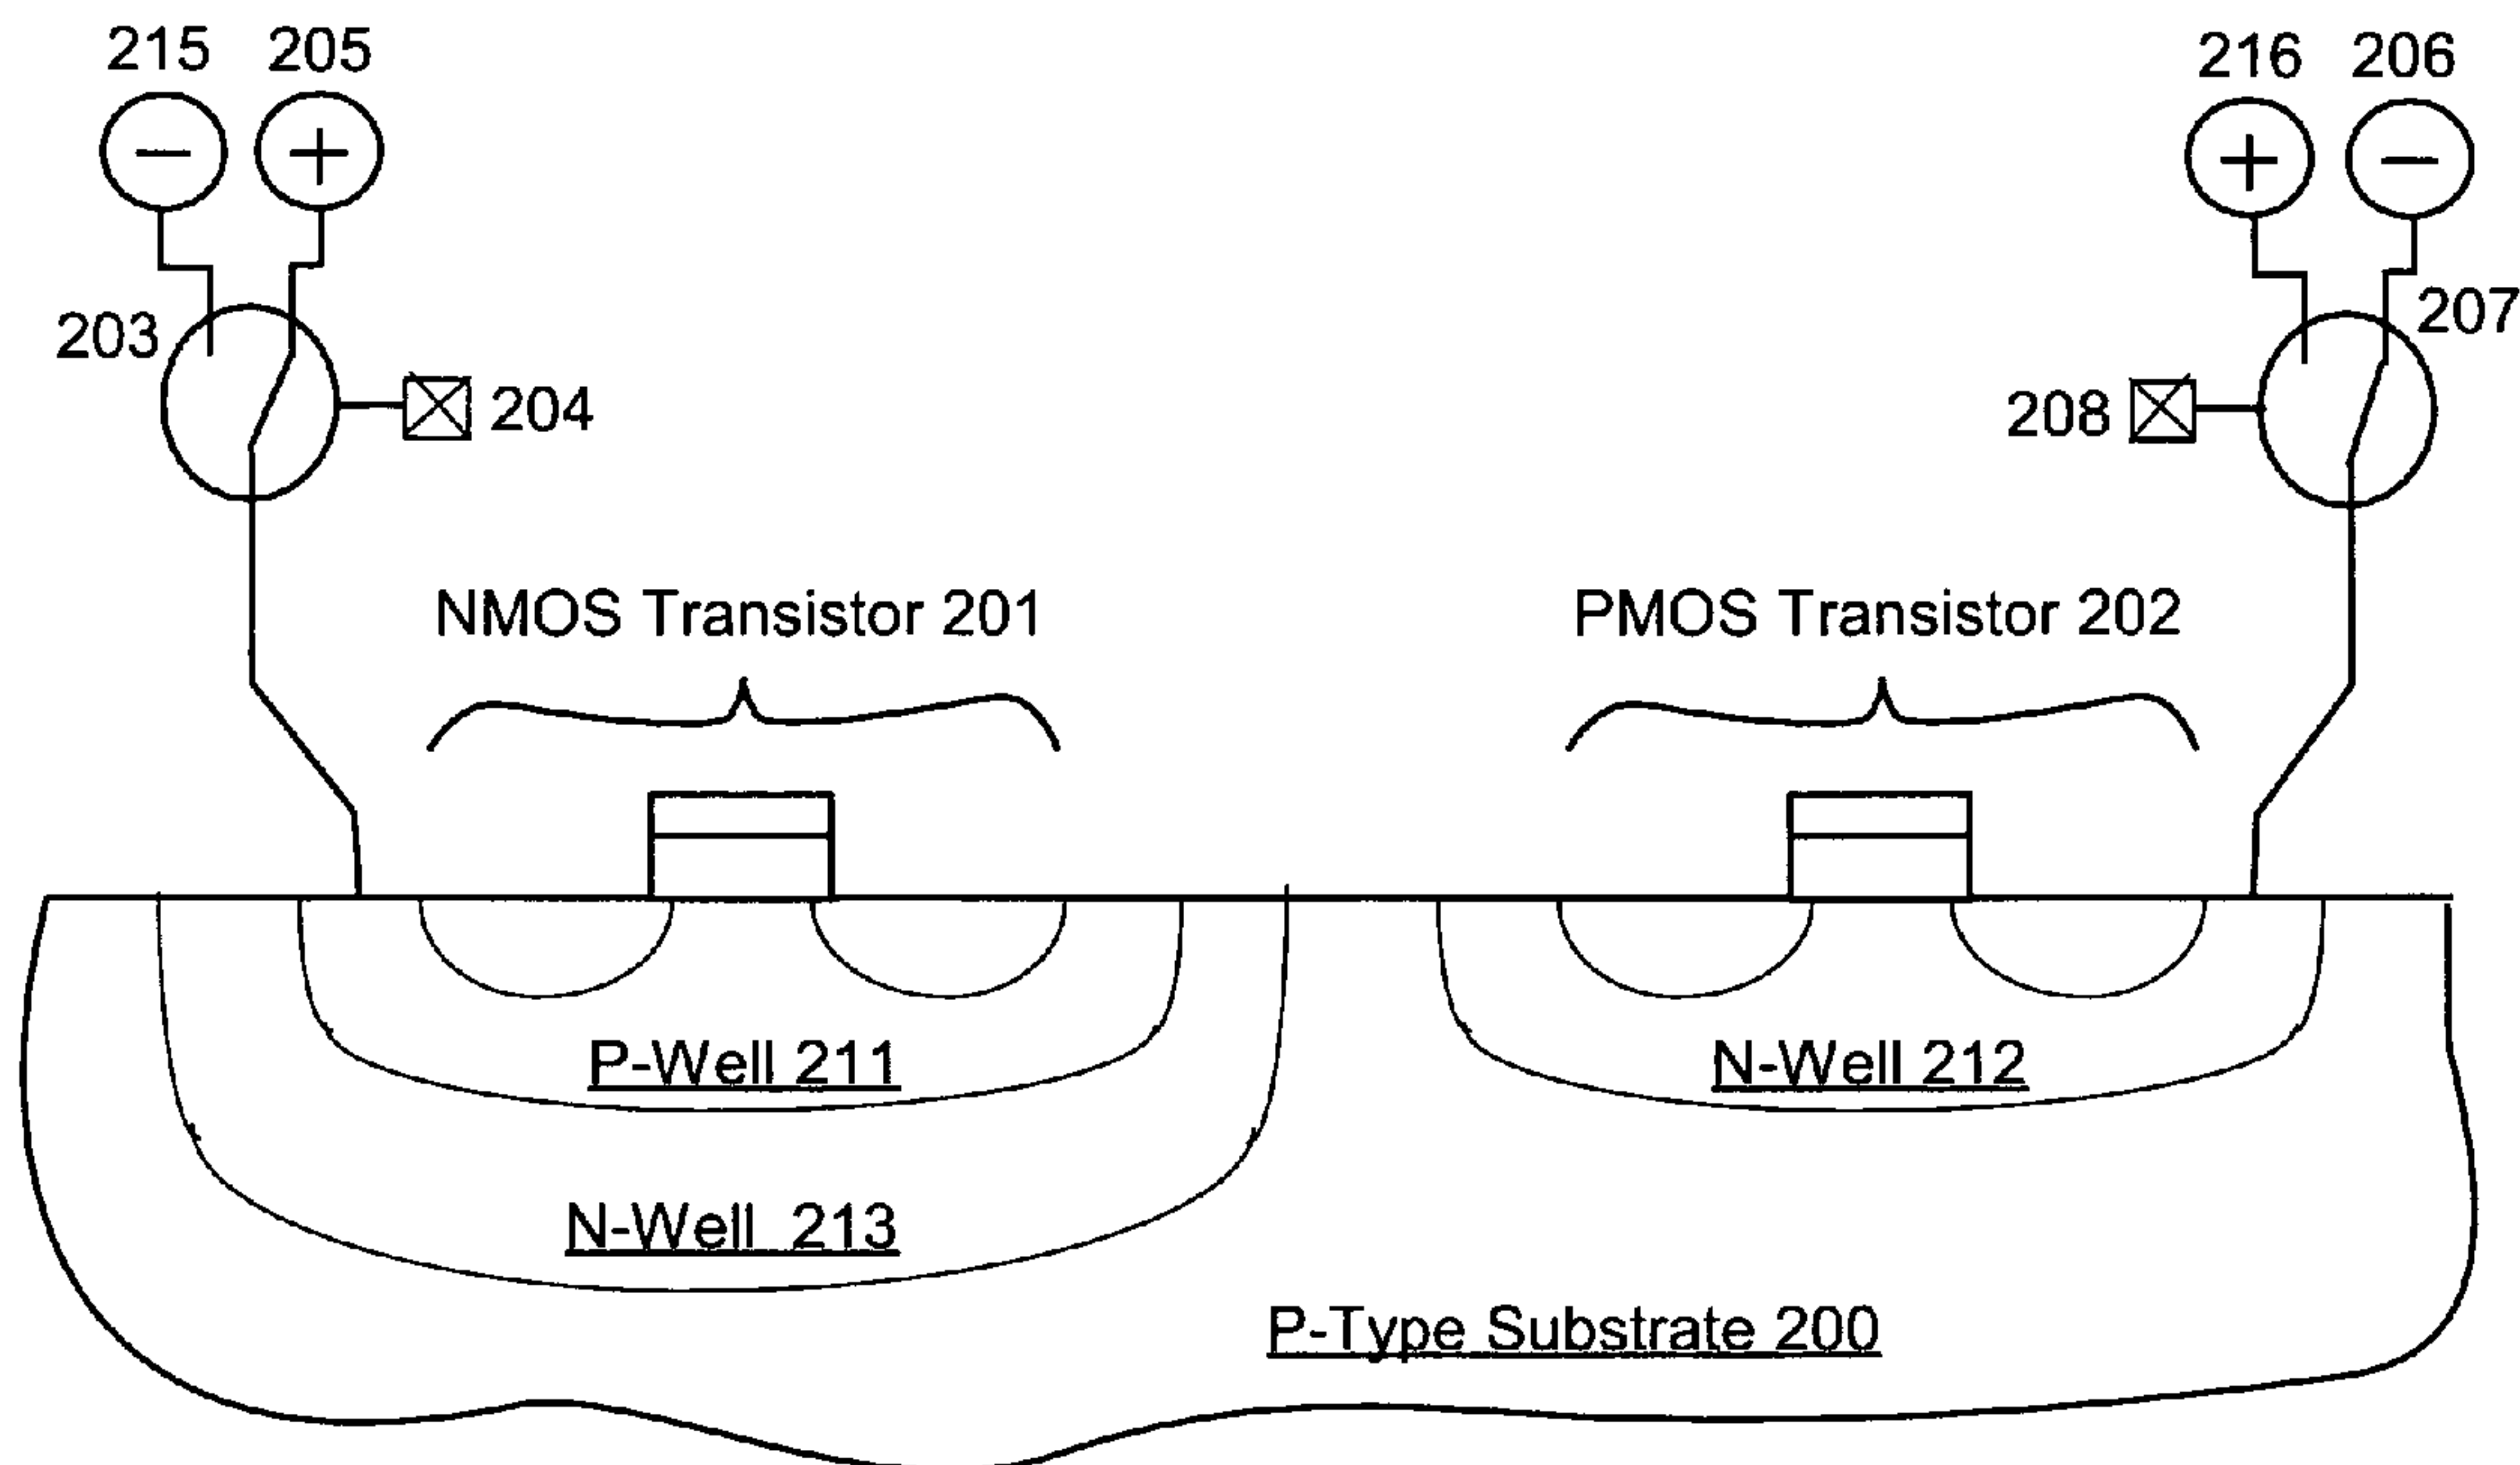 215 205
216 206
203
207
204
208
NMOS Transistor 201
PMOS Transistor 202
P-Well 211
N-Well 212
N-Well 213
P-Type Substrate 200